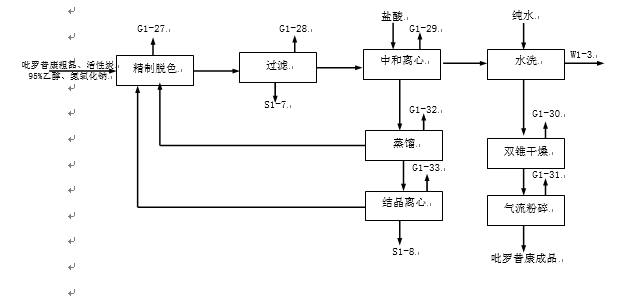 盐酸
纯水
G1-27
G1-28
G1-29
吡罗昔康粗品、活性炭
95%乙醇、氢氧化钠
精制脱色
过滤
中和离心
水洗
W1-3
S1-7
G1-32
G1-30
蒸馏
双锥干燥
G1-33
G1-31
结晶离心
气流粉碎
S1-8
吡罗昔康成品